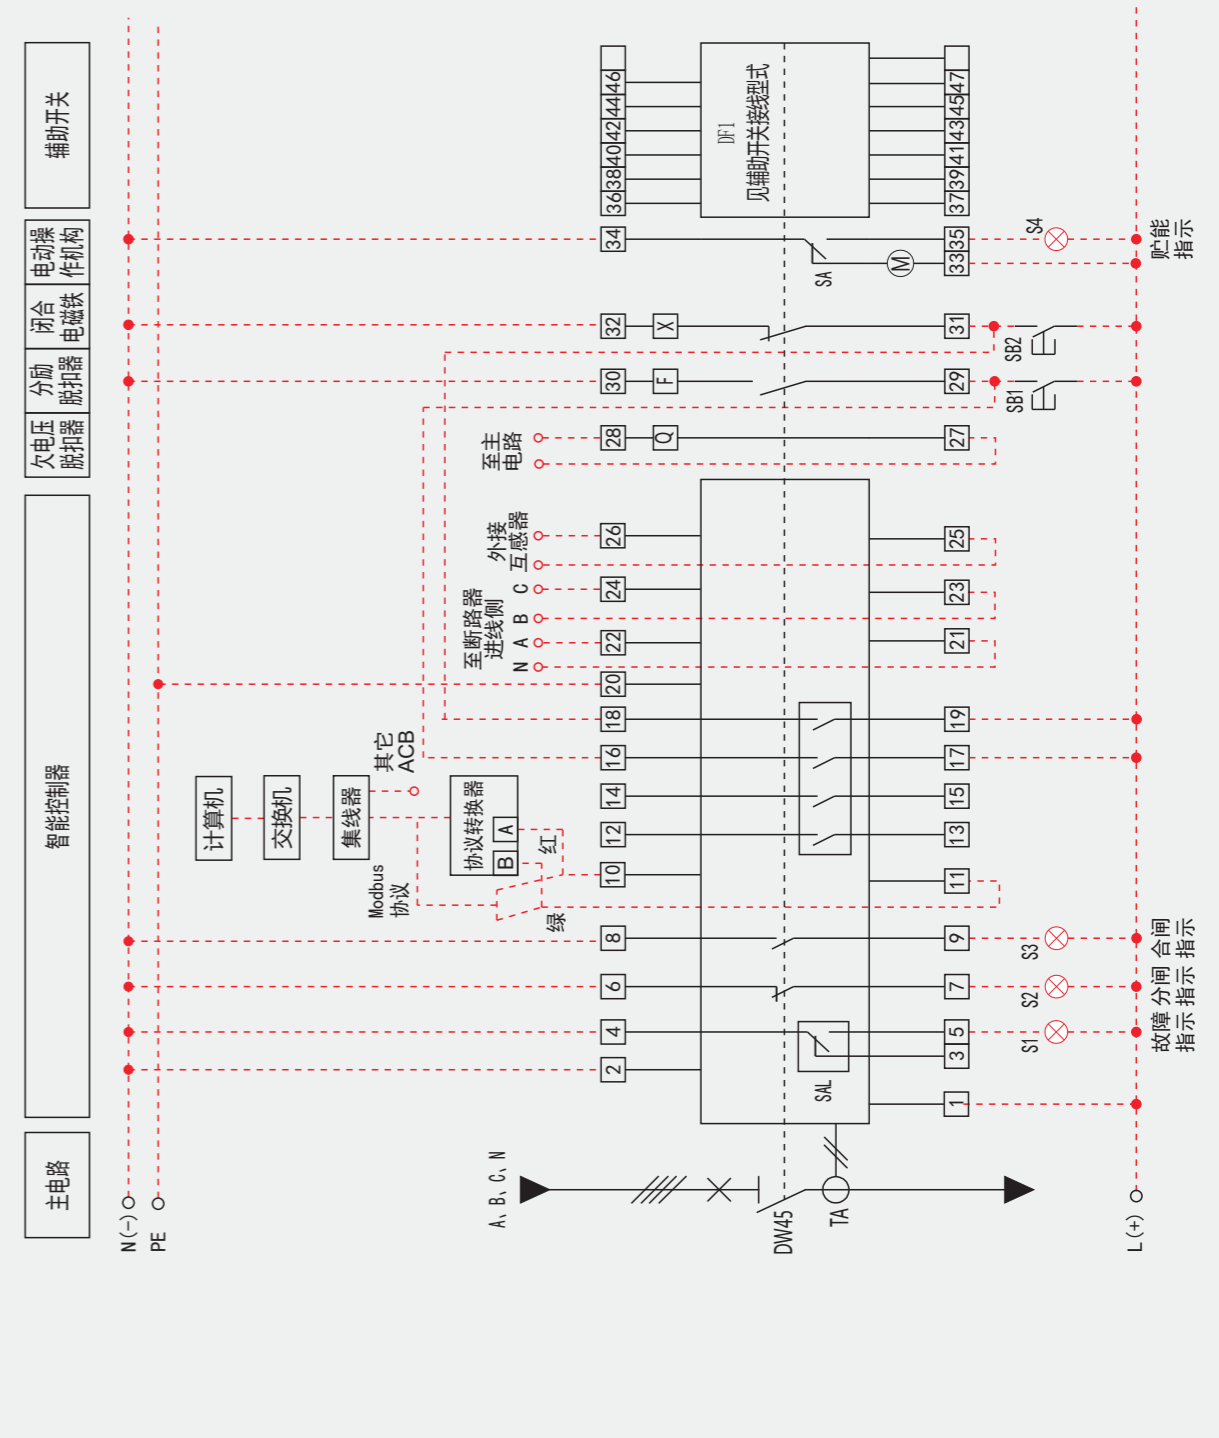 主电路
智能控制器
欠电压
脱扣器
分励
脱扣器
闭合
电磁铁
电动操
作机构
辅助开关
N(—)
PE
计算机
交换机
集线器
其它
ACB
Modbus
协议
协议转换器
B
A
红
绿
至断路器
进线侧
N
A
B
C
外接
互感器
至主
电路
A、B、C、N
2
4
6
8
10
12
14
16
18
20
22
24
26
28
30
32
34
36
38
40
42
44
46
Q
F
X
DF1
见辅助开关接线型式
DW45
TA
SAL
SA
M
1
3
5
7
9
11
13
15
17
19
21
23
25
27
29
31
33
35
37
39
41
43
45
47
S1
S2
S3
SB1
SB2
S4
L(+)
故障
指示
分闸
指示
合闸
指示
贮能
指示